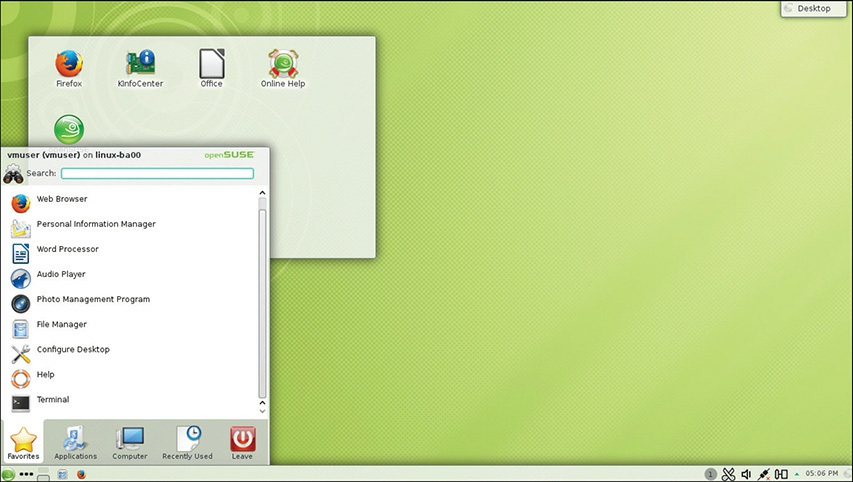 Desktop
Firefox KInfoCenter Office Online Help
vmuser (vmuser) on linux-ba00 openSUSE
Search:
Web Browser
Personal Information Manager
Word Processor
Audio Player
Photo Management Program
File Manager
Configure Desktop
Help
Terminal
Favorites Applications Computer Recently Used Leave
1 05:06 PM